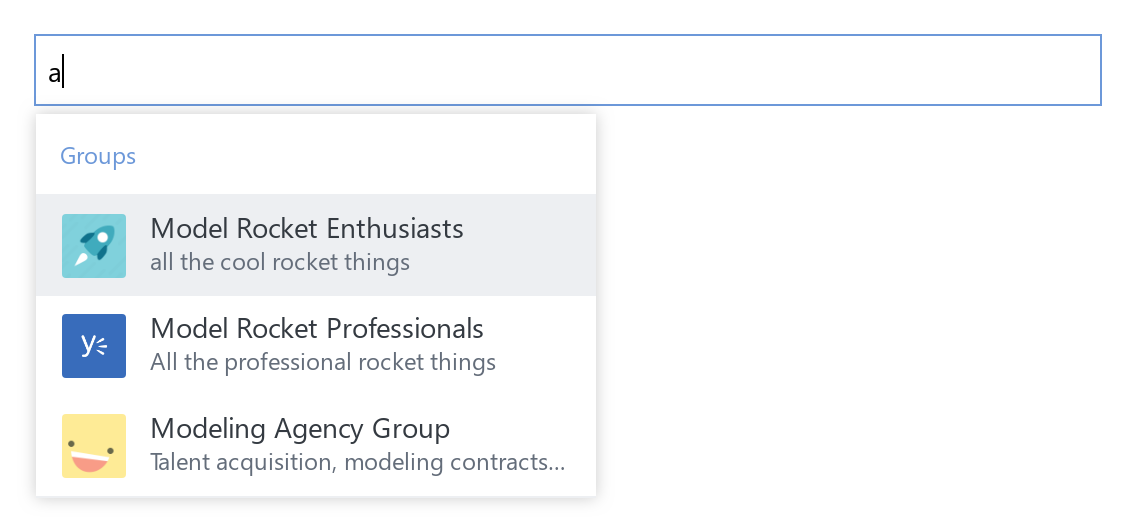 a
Groups
Model Rocket Enthusiasts
all the cool rocket things
Model Rocket Professionals
All the professional rocket things
Modeling Agency Group
Talent acquisition, modeling contracts...